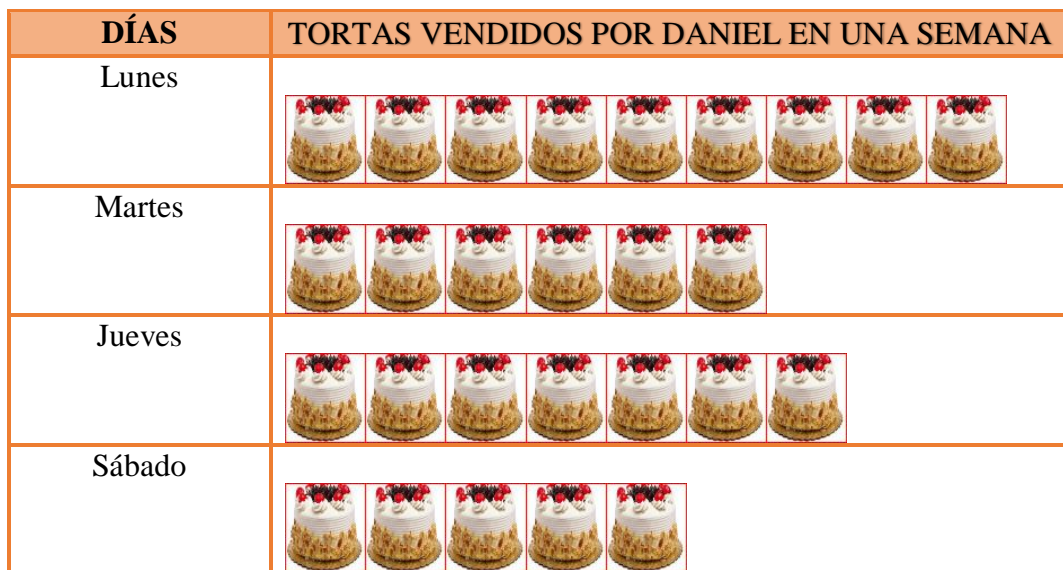 DÍAS
TORTAS VENDIDOS POR DANIEL EN UNA SEMANA
Lunes
Martes
Jueves
Sábado